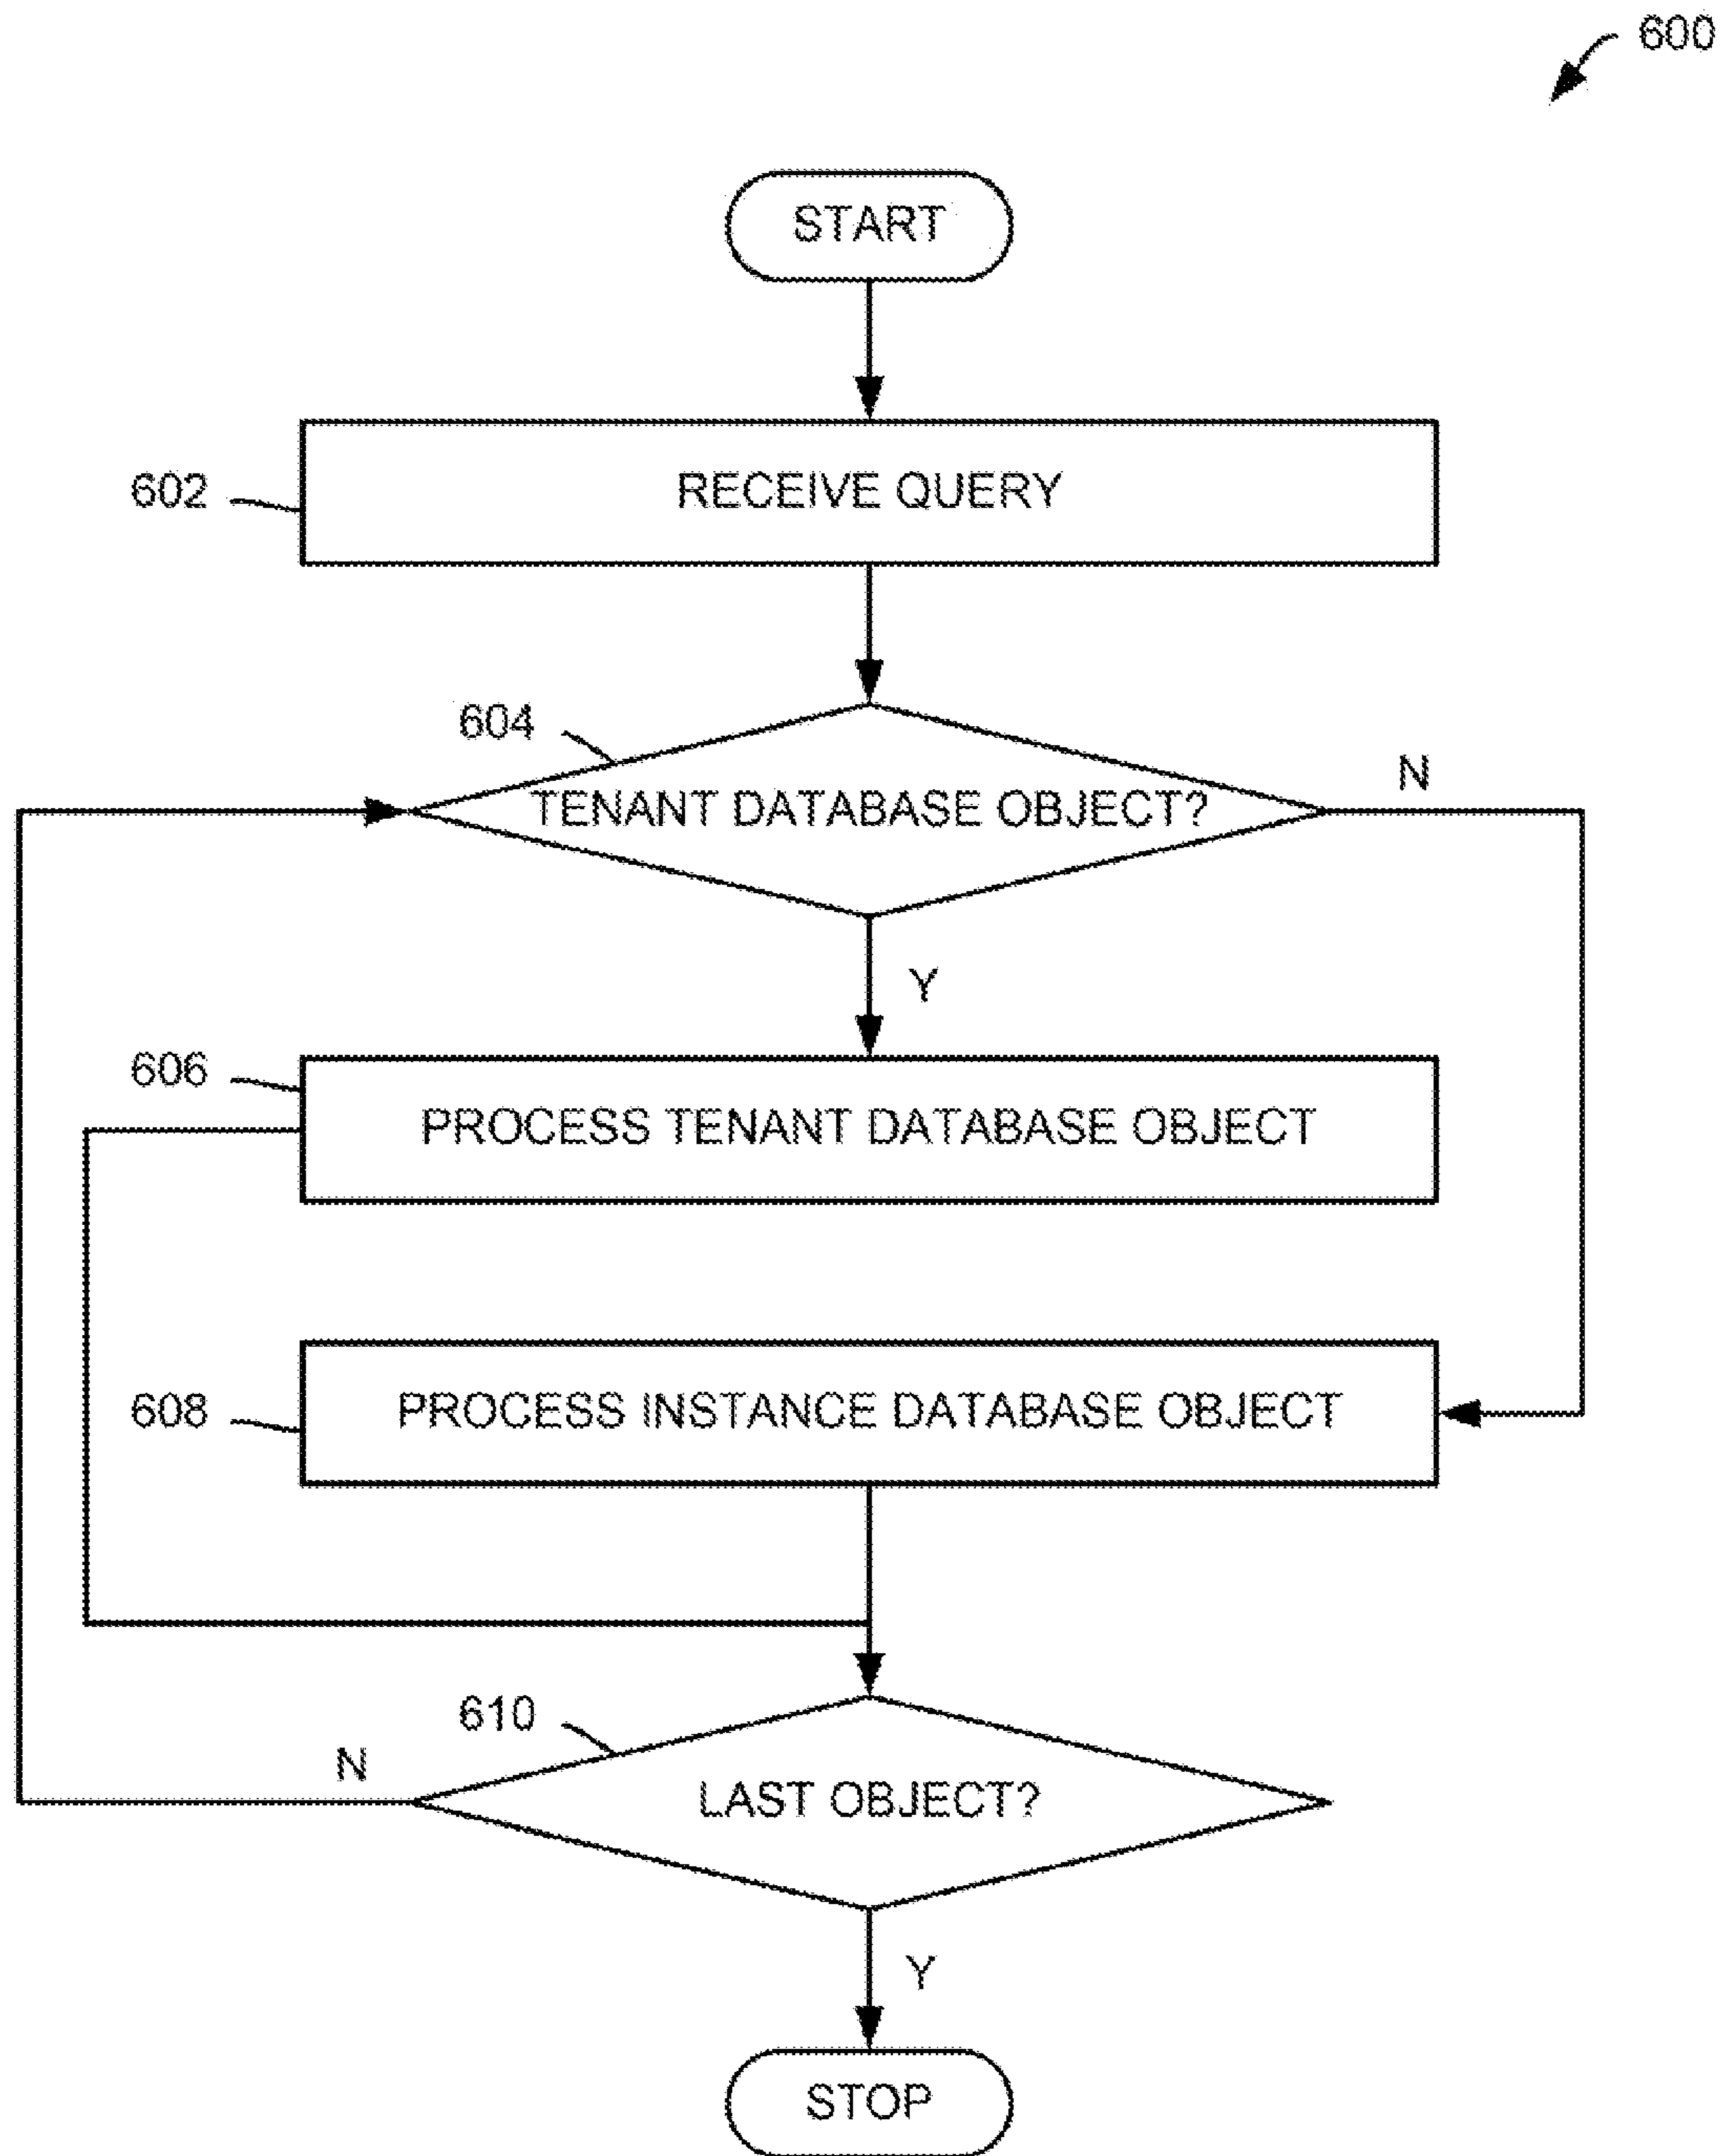 600
START
602
RECEIVE QUERY
604
TENANT DATABASE OBJECT?
N
Y
606
PROCESS TENANT DATABASE OBJECT
608
PROCESS INSTANCE DATABASE OBJECT
610
N
LAST OBJECT?
Y
STOP